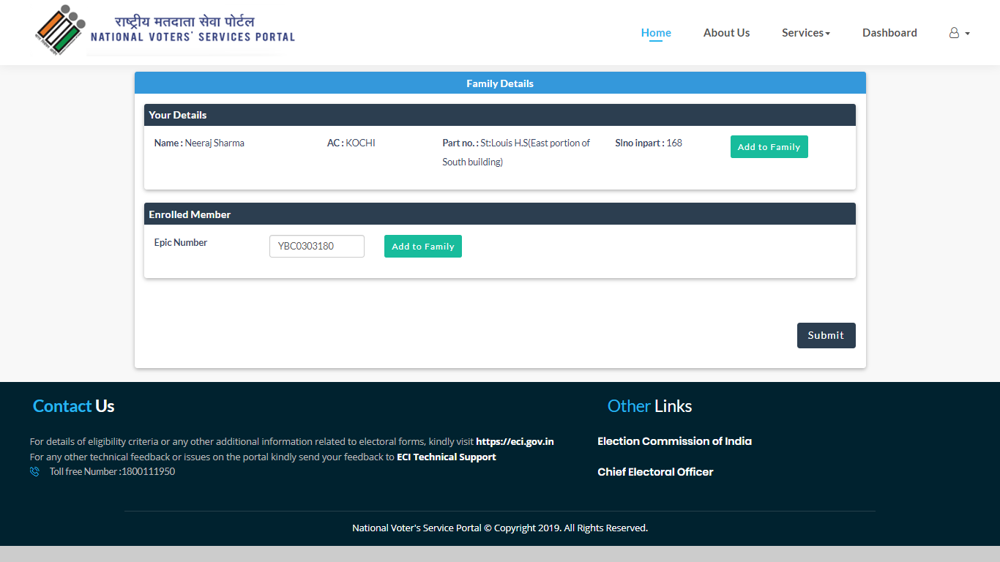 राष्ट्रीय मतदाता सेवा पोर्टल
NATIONAL VOTERS' SERVICES PORTAL
Home About Us Services Dashboard
Family Details
Your Details
Name : Neeraj Sharma AC : KOCHI Part no. : St:Louis H.S(East portion of Slno inpart : 168 Add to Family
South building)
Enrolled Member
Epic Number YBC0303180 Add to Family
Submit
Contact Us
For details of eligibility criteria or any other additional information related to electoral forms, kindly visit https://eci.gov.in
For any other technical feedback or issues on the portal kindly send your feedback to ECI Technical Support
Toll free Number :1800111950
Other Links
Election Commission of India
Chief Electoral Officer
National Voter's Service Portal © Copyright 2019. All Rights Reserved.